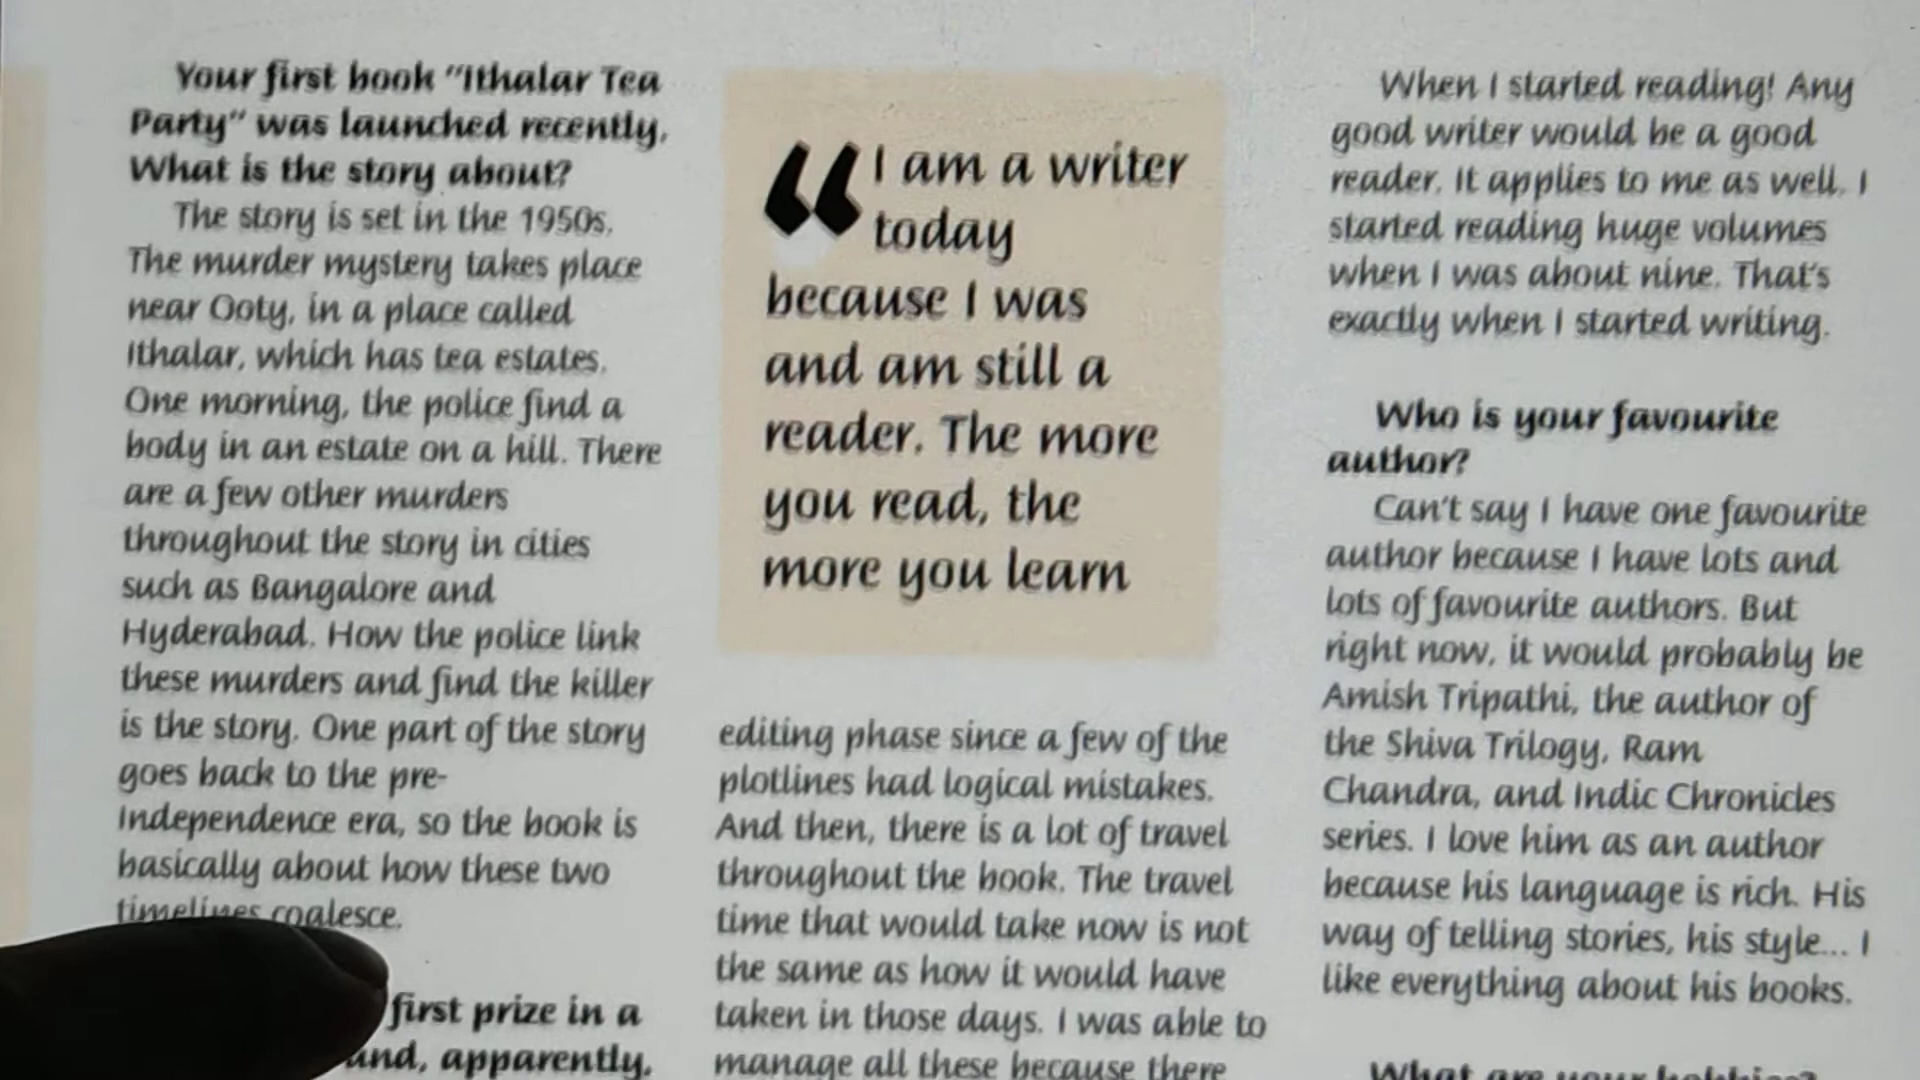 Your first book "Ithalar Tea
Party" was launched recently.
What is the story about?
The story is set in the 1950s.
The murder mystery takes place
near Ooty, in a place called
Ithalar, which has tea estates.
One morning, the police find a
body in an estate on a hill. There
are a few other murders
throughout the story in cities
such as Bangalore and
Hyderabad. How the police link
these murders and find the killer
is the story. One part of the story
goes back to the pre-
Independence era, so the book is
basically about how these two
timelines coalesce.
first prize in a
and, apparently,
“I am a writer
today
because I was
and am still a
reader. The more
you read, the
more you learn
editing phase since a few of the
plotlines had logical mistakes.
And then, there is a lot of travel
throughout the book. The travel
time that would take now is not
the same as how it would have
taken in those days. I was able to
manage all these because there
When I started reading! Any
good writer would be a good
reader. It applies to me as well. I
started reading huge volumes
when I was about nine. That's
exactly when I started writing.
Who is your favourite
author?
Can't say I have one favourite
author because I have lots and
lots of favourite authors. But
right now, it would probably be
Amish Tripathi, the author of
the Shiva Trilogy, Ram
Chandra, and Indic Chronicles
series. I love him as an author
because his language is rich. His
way of telling stories, his style... I
like everything about his books.
What are your hobbies?